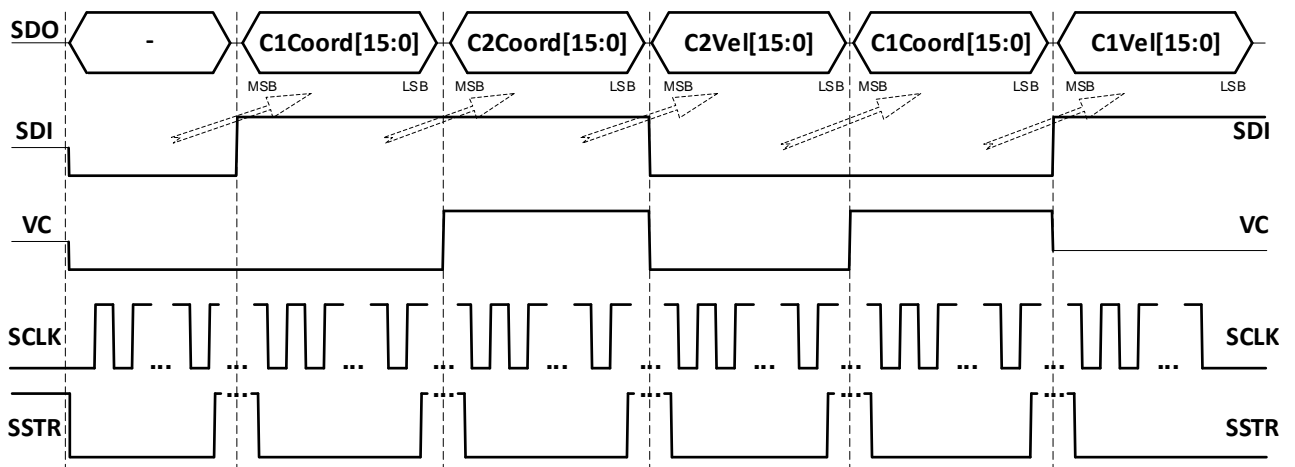 SDO - C1Coord[15:0] C2Coord[15:0] C2Vel[15:0] C1Coord[15:0] C1Vel[15:0]
MSB LSB MSB LSB MSB LSB MSB LSB MSB LSB
SDI SDI
VC VC
SCLK SCLK
... ... ... ... ... ... ... ... ... ... ...
... ... ... ... ...
SSTR SSTR